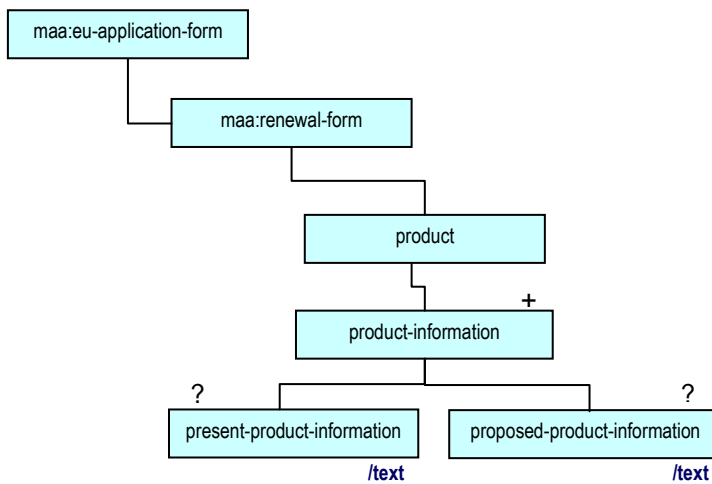 maa:eu-application-form
maa:renewal-form
product
+
product-information
? ?
present-product-information proposed-product-information
/text /text